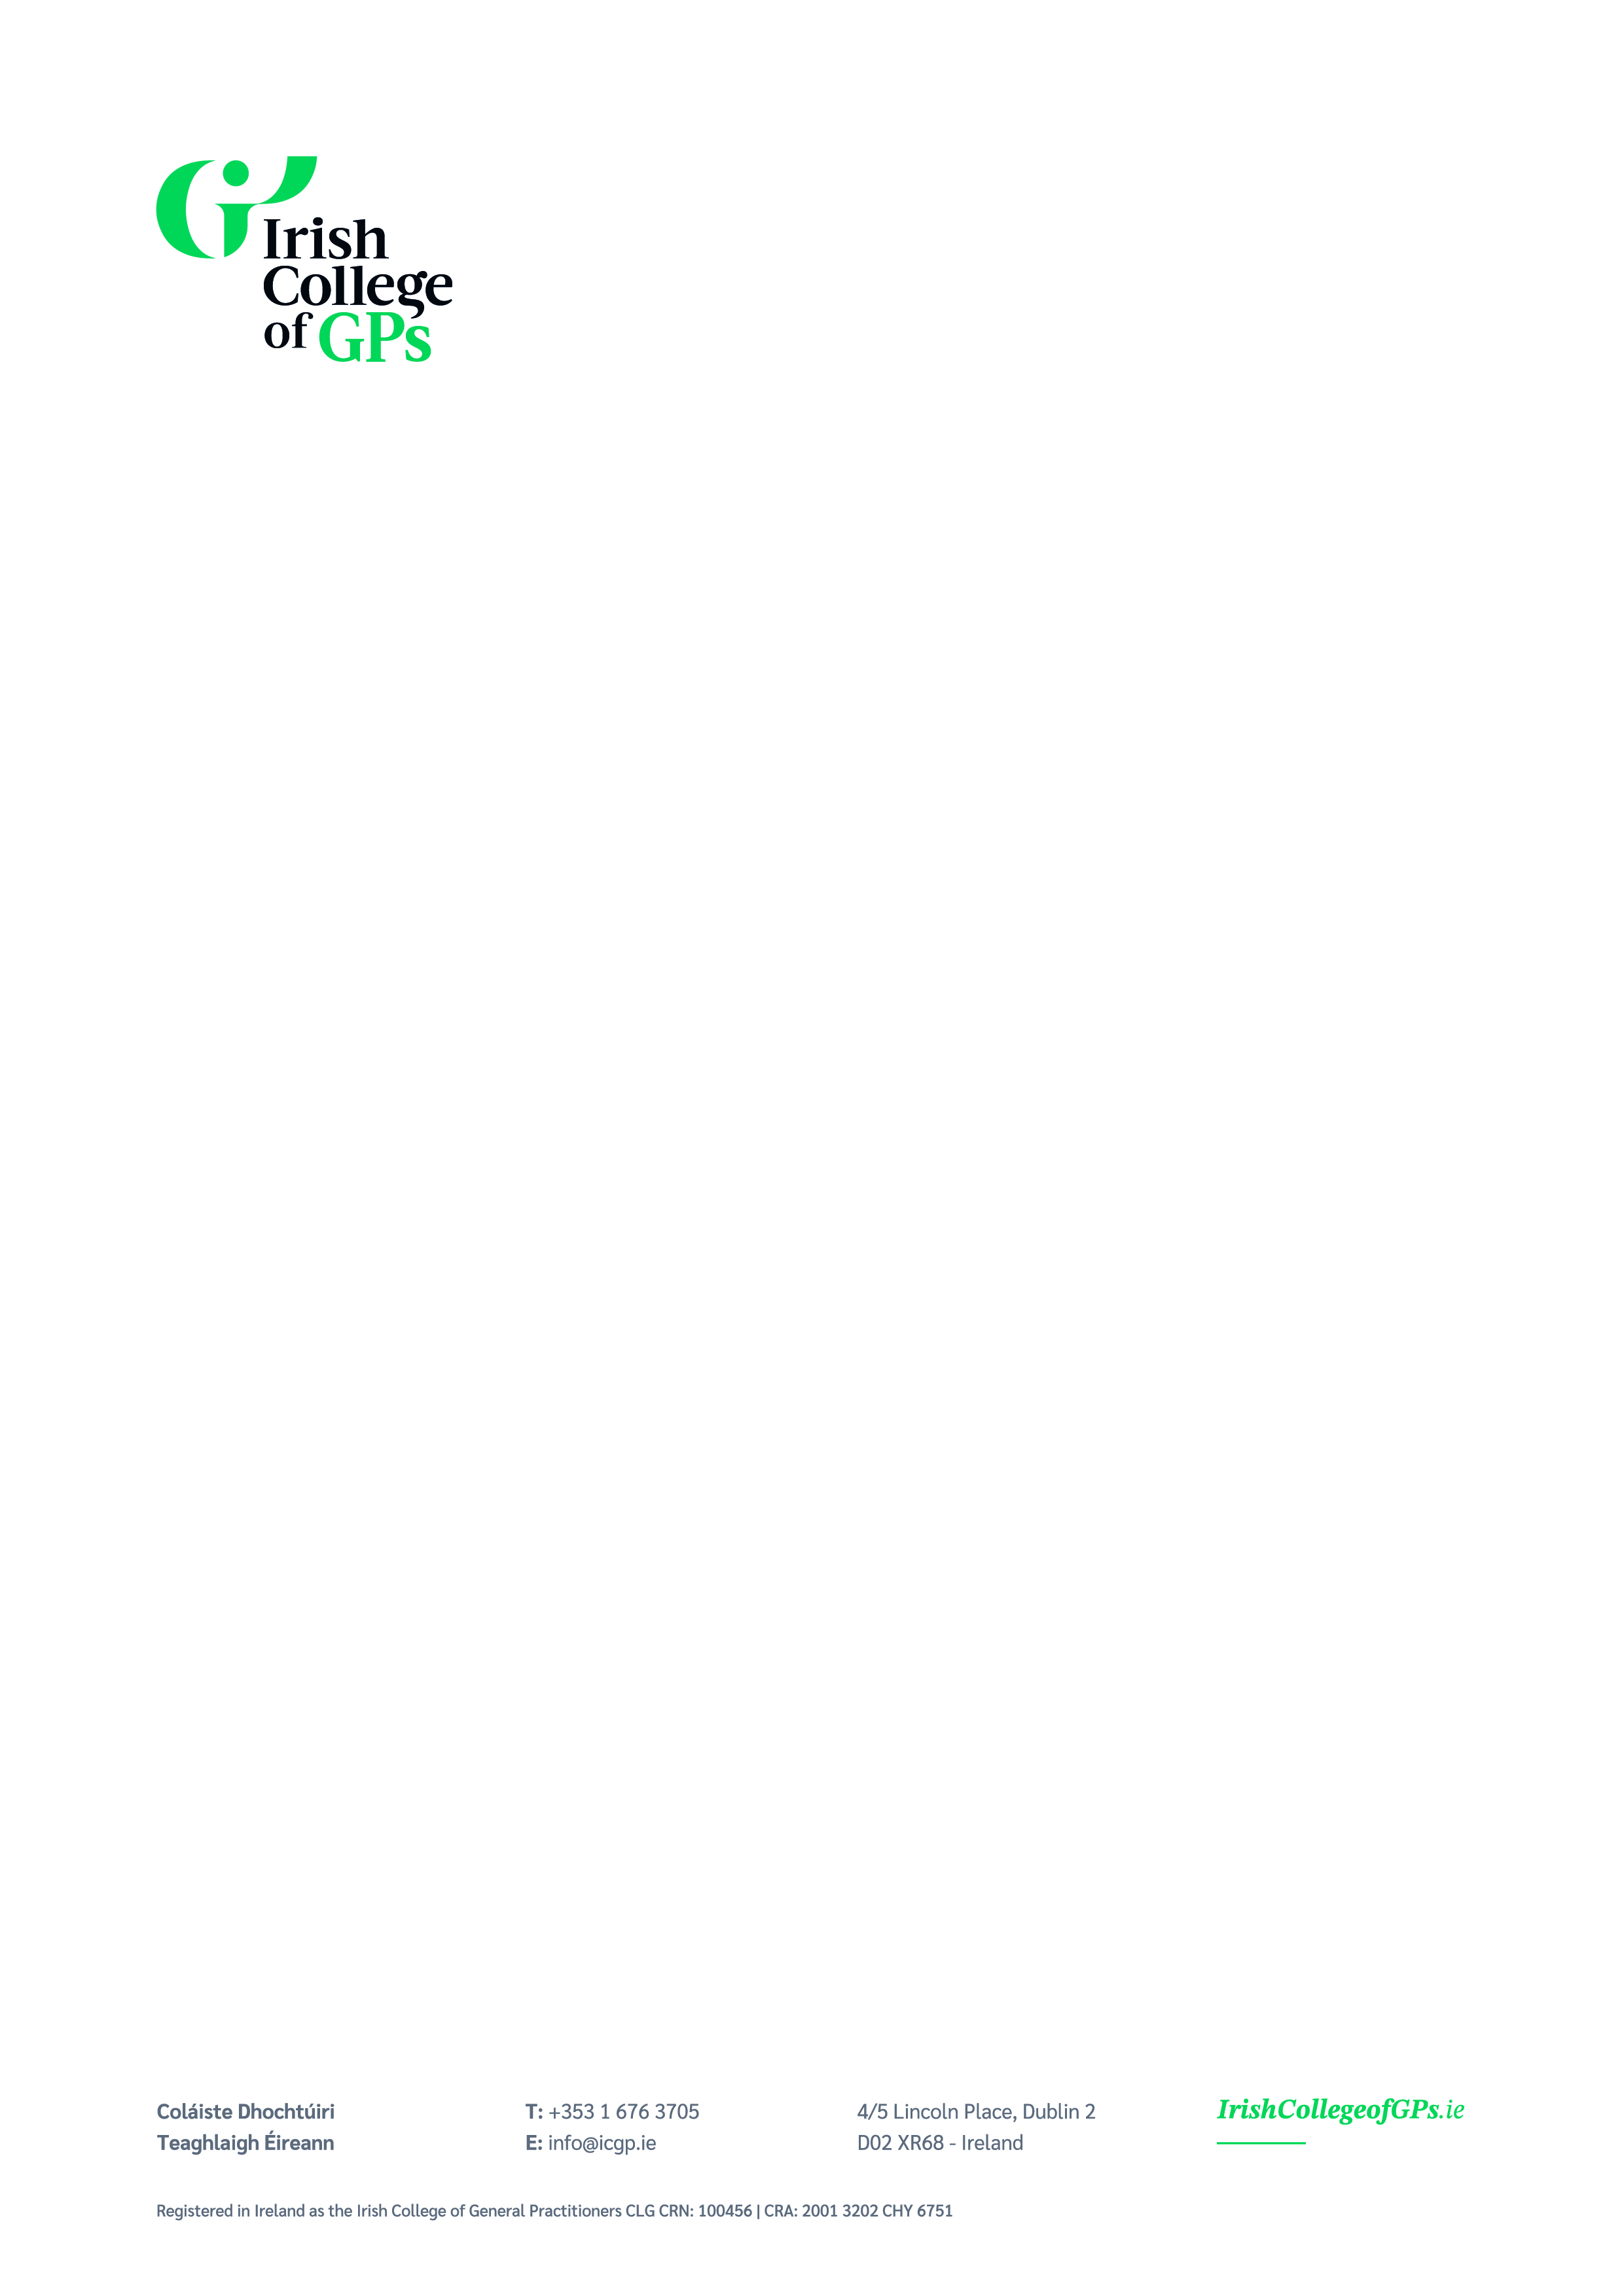 Irish
College
of GPs
Coláiste Dhochtúiri
Teaghlaigh Éireann
T: +353 1 676 3705
E: info@icgp.ie
4/5 Lincoln Place, Dublin 2
D02 XR68 - Ireland
IrishCollegeofGPs.ie
Registered in Ireland as the Irish College of General Practitioners CLG CRN: 100456 | CRA: 2001 3202 CHY 6751